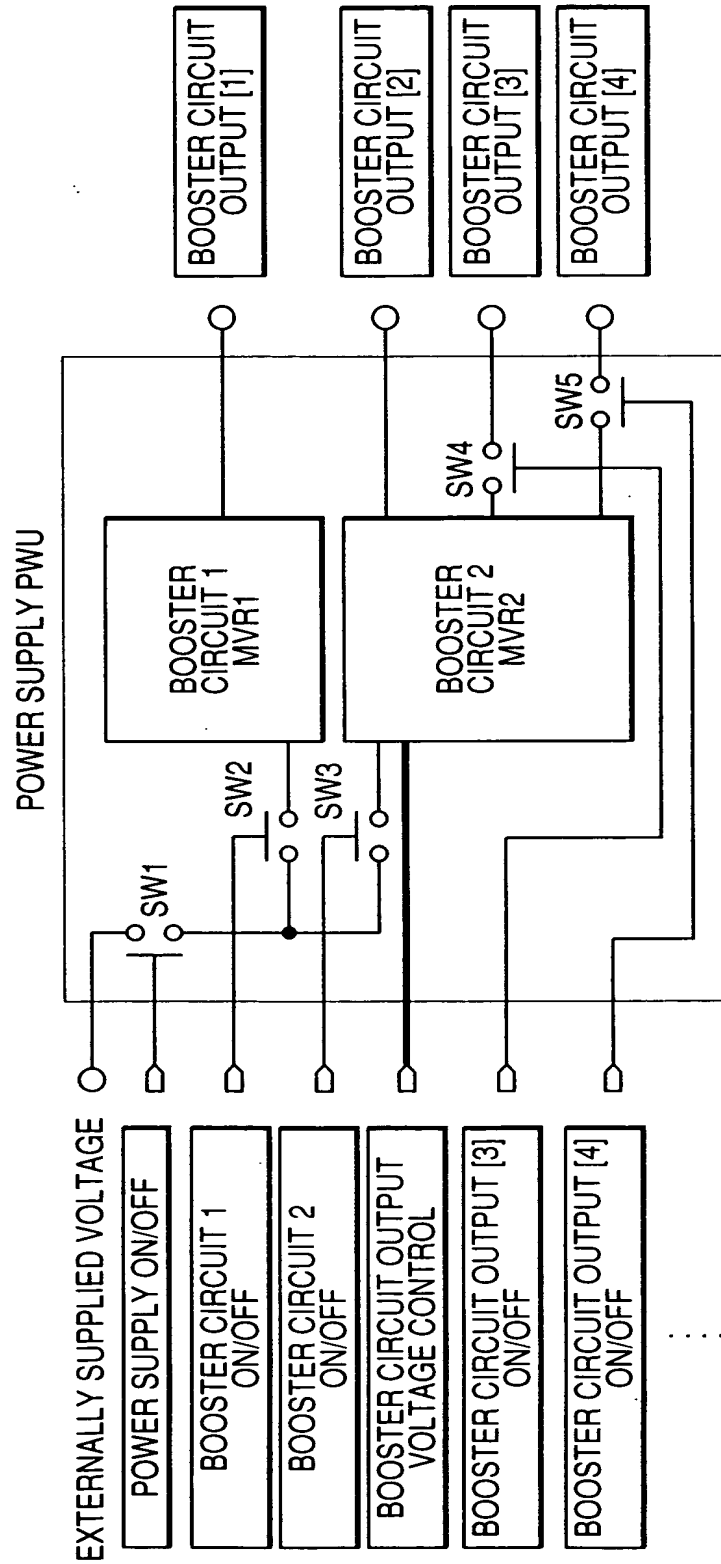 POWER SUPPLY PWU
EXTERNALLY SUPPLIED VOLTAGE
POWER SUPPLY ON/OFF
BOOSTER CIRCUIT 1
ON/OFF
BOOSTER CIRCUIT 2
ON/OFF
BOOSTER CIRCUIT OUTPUT
VOLTAGE CONTROL
BOOSTER CIRCUIT OUTPUT [3]
ON/OFF
BOOSTER CIRCUIT OUTPUT [4]
ON/OFF
SW1
SW2
SW3
BOOSTER
CIRCUIT 1
MVR1
BOOSTER
CIRCUIT 2
MVR2
SW4
SW5
BOOSTER CIRCUIT
OUTPUT [1]
BOOSTER CIRCUIT
OUTPUT [2]
BOOSTER CIRCUIT
OUTPUT [3]
BOOSTER CIRCUIT
OUTPUT [4]